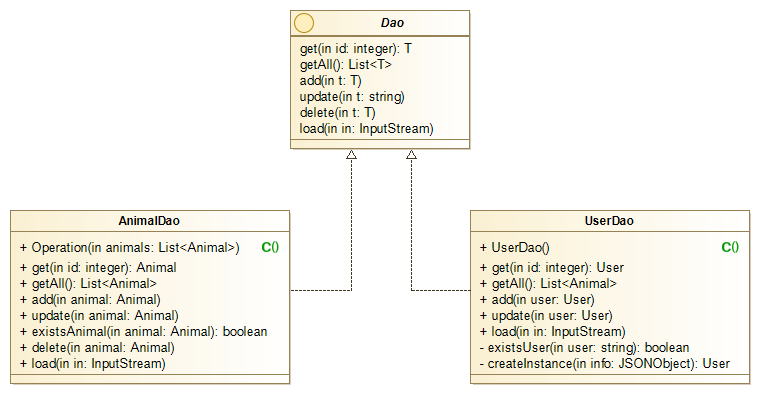 Dao
get(in id: integer): T
getAll(): List<T>
add(in t: T)
update(in t: string)
delete(in t: T)
load(in in: InputStream)
AnimalDao
+ Operation(in animals: List<Animal>) C()
+ get(in id: integer): Animal
+ getAll(): List<Animal>
+ add(in animal: Animal)
+ update(in animal: Animal)
+ existsAnimal(in animal: Animal): boolean
+ delete(in animal: Animal)
+ load(in in: InputStream)
UserDao
+ UserDao() C()
+ get(in id: integer): User
+ getAll(): List<Animal>
+ add(in user: User)
+ update(in user: User)
+ load(in in: InputStream)
- existsUser(in user: string): boolean
- createInstance(in info: JSONObject): User